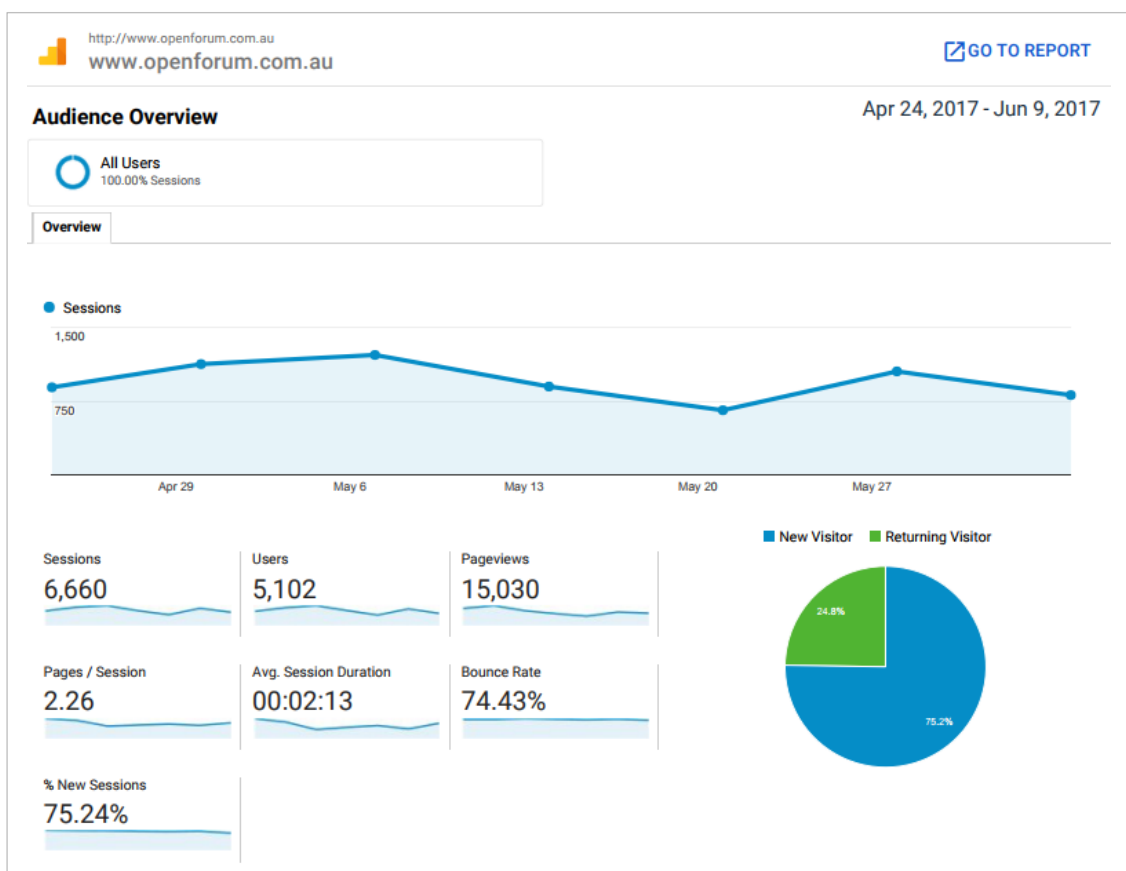 http://www.openforum.com.au
www.openforum.com.au
GO TO REPORT
Audience Overview
Apr 24, 2017 - Jun 9, 2017
All Users
100.00% Sessions
Overview
Sessions
1,500
750
Apr 29
May 6
May 13
May 20
May 27
New Visitor
Returning Visitor
Sessions
6,660
Users
5,102
Pageviews
15,030
24.8%
75.2%
Pages / Session
2.26
Avg. Session Duration
00:02:13
Bounce Rate
74.43%
% New Sessions
75.24%